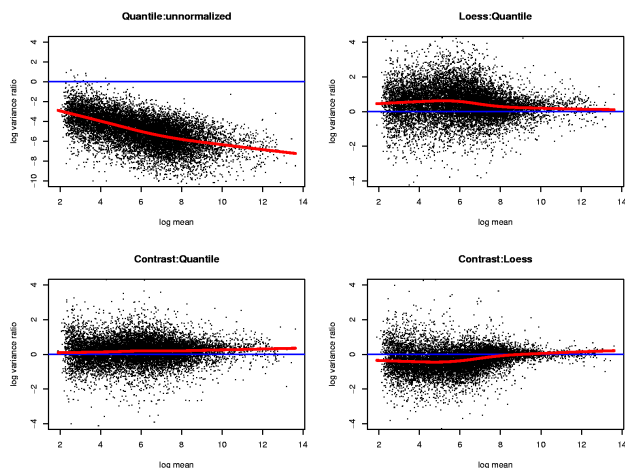 Quantile:unnormalized
log variance ratio
4
2
0
-2
-4
-6
-8
-10
2 4 6 8 10 12 14
log mean
Loess:Quantile
log variance ratio
4
2
0
-2
-4
2 4 6 8 10 12 14
log mean
Contrast:Quantile
log variance ratio
4
2
0
-2
-4
2 4 6 8 10 12 14
log mean
Contrast:Loess
log variance ratio
4
2
0
-2
-4
2 4 6 8 10 12 14
log mean